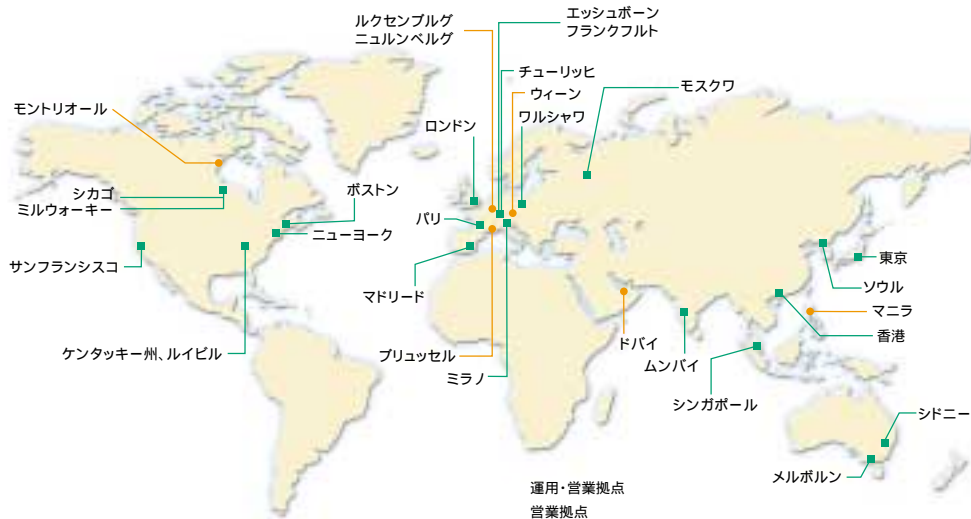 ルクセンブルグ
ニュルンベルグ
エッシュボーン
フランクフルト
チューリッヒ
ウィーン
ワルシャワ
モスクワ
ロンドン
モントリオール
シカゴ
ミルウォーキー
ボストン
ニューヨーク
サンフランシスコ
パリ
マドリード
ケンタッキー州、ルイビル
ブリュッセル
ミラノ
ドバイ
ムンバイ
シンガポール
東京
ソウル
マニラ
香港
シドニー
メルボルン
運用・営業拠点
営業拠点